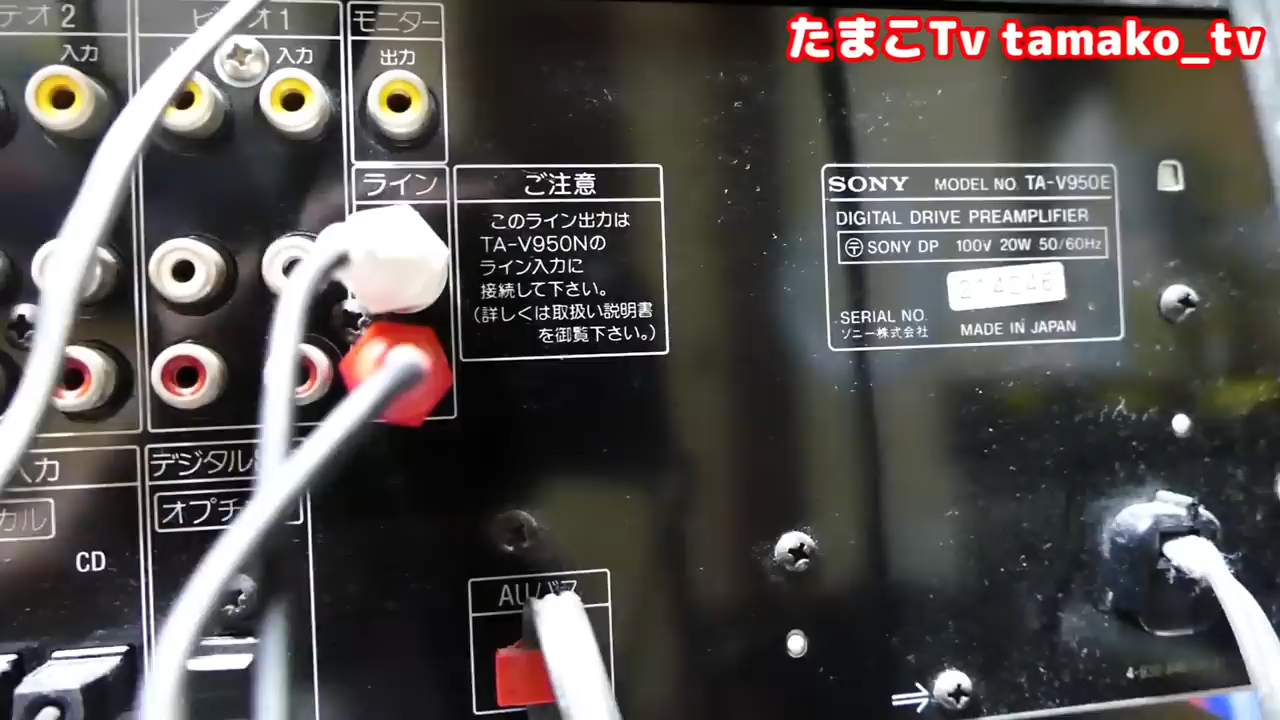 たまこTv tamako_tv
デオ2
ビデオ1
モニター
入力
入力
出力
ライン
ご注意
このライン出力は
TA-V950Nの
ライン入力に
接続して下さい。
(詳しくは取扱い説明書
を御覧下さい。)
SONY MODEL NO. TA-V950E
DIGITAL DRIVE PREAMPLIFIER
SONY DP 100V 20W 50/60Hz
SERIAL NO.
ソニー株式会社 MADE IN JAPAN
入力
デジタル
カル
オプチ
CD
AUバス